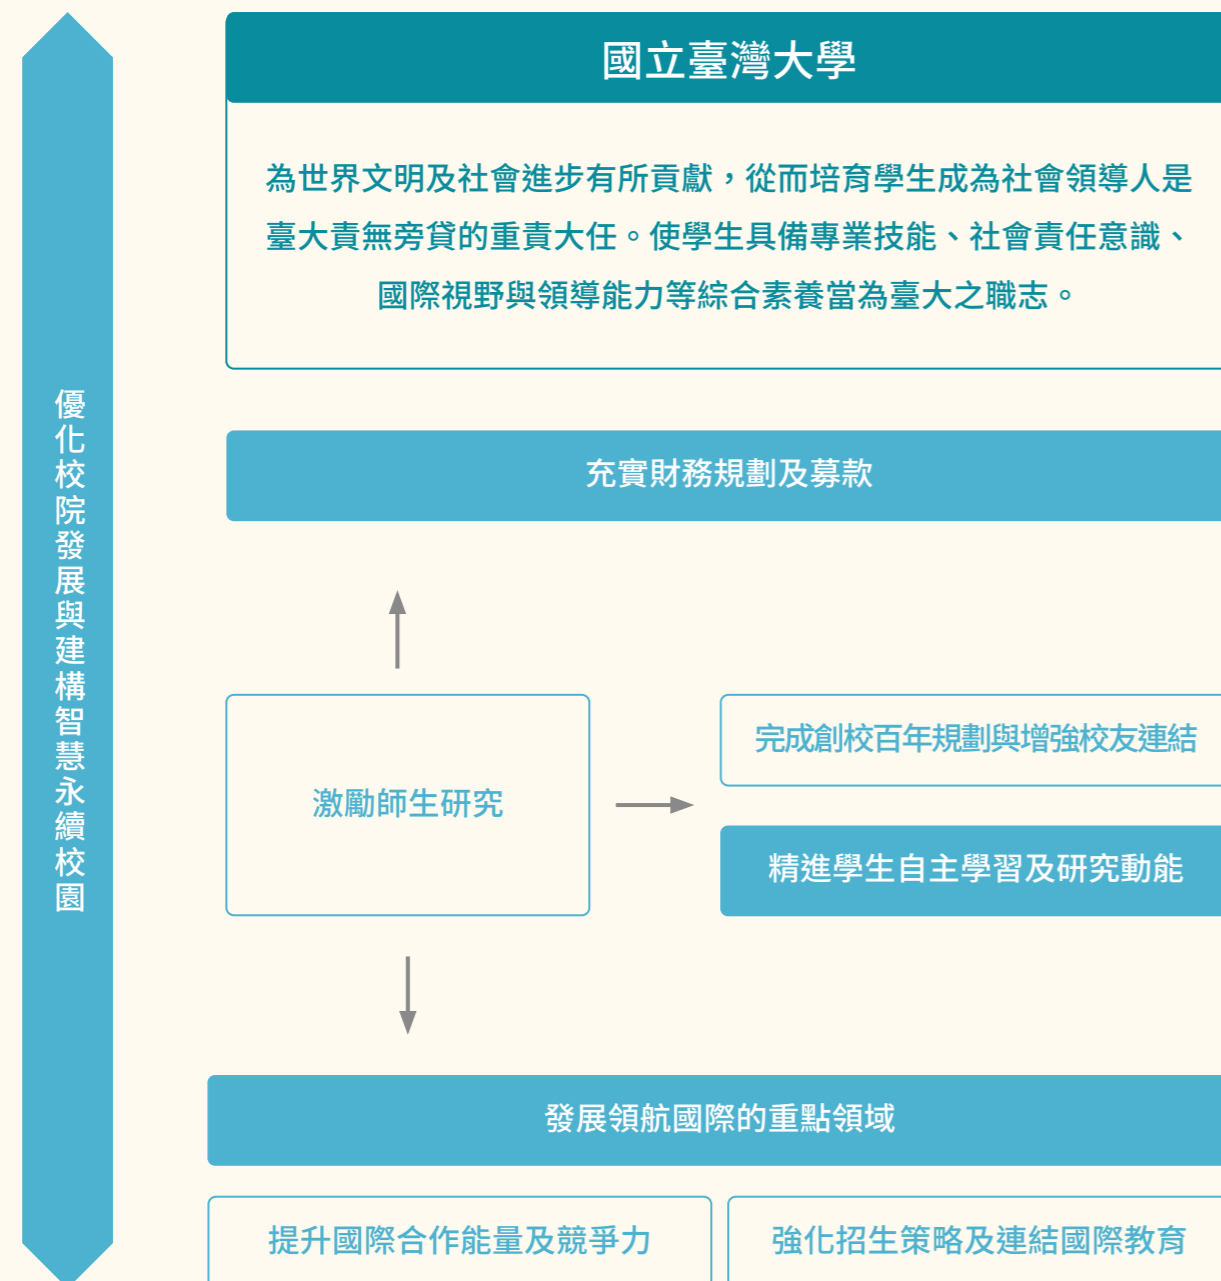 國立臺灣大學
為世界文明及社會進步有所貢獻，從而培育學生成為社會領導人是
臺大責無旁貸的重責大任。使學生具備專業技能、社會責任意識、
國際視野與領導能力等綜合素養當為臺大之職志。
優化校院發展與建構智慧永續校園
充實財務規劃及募款
激勵師生研究
完成創校百年規劃與增強校友連結
精進學生自主學習及研究動能
發展領航國際的重點領域
提升國際合作能量及競爭力
強化招生策略及連結國際教育